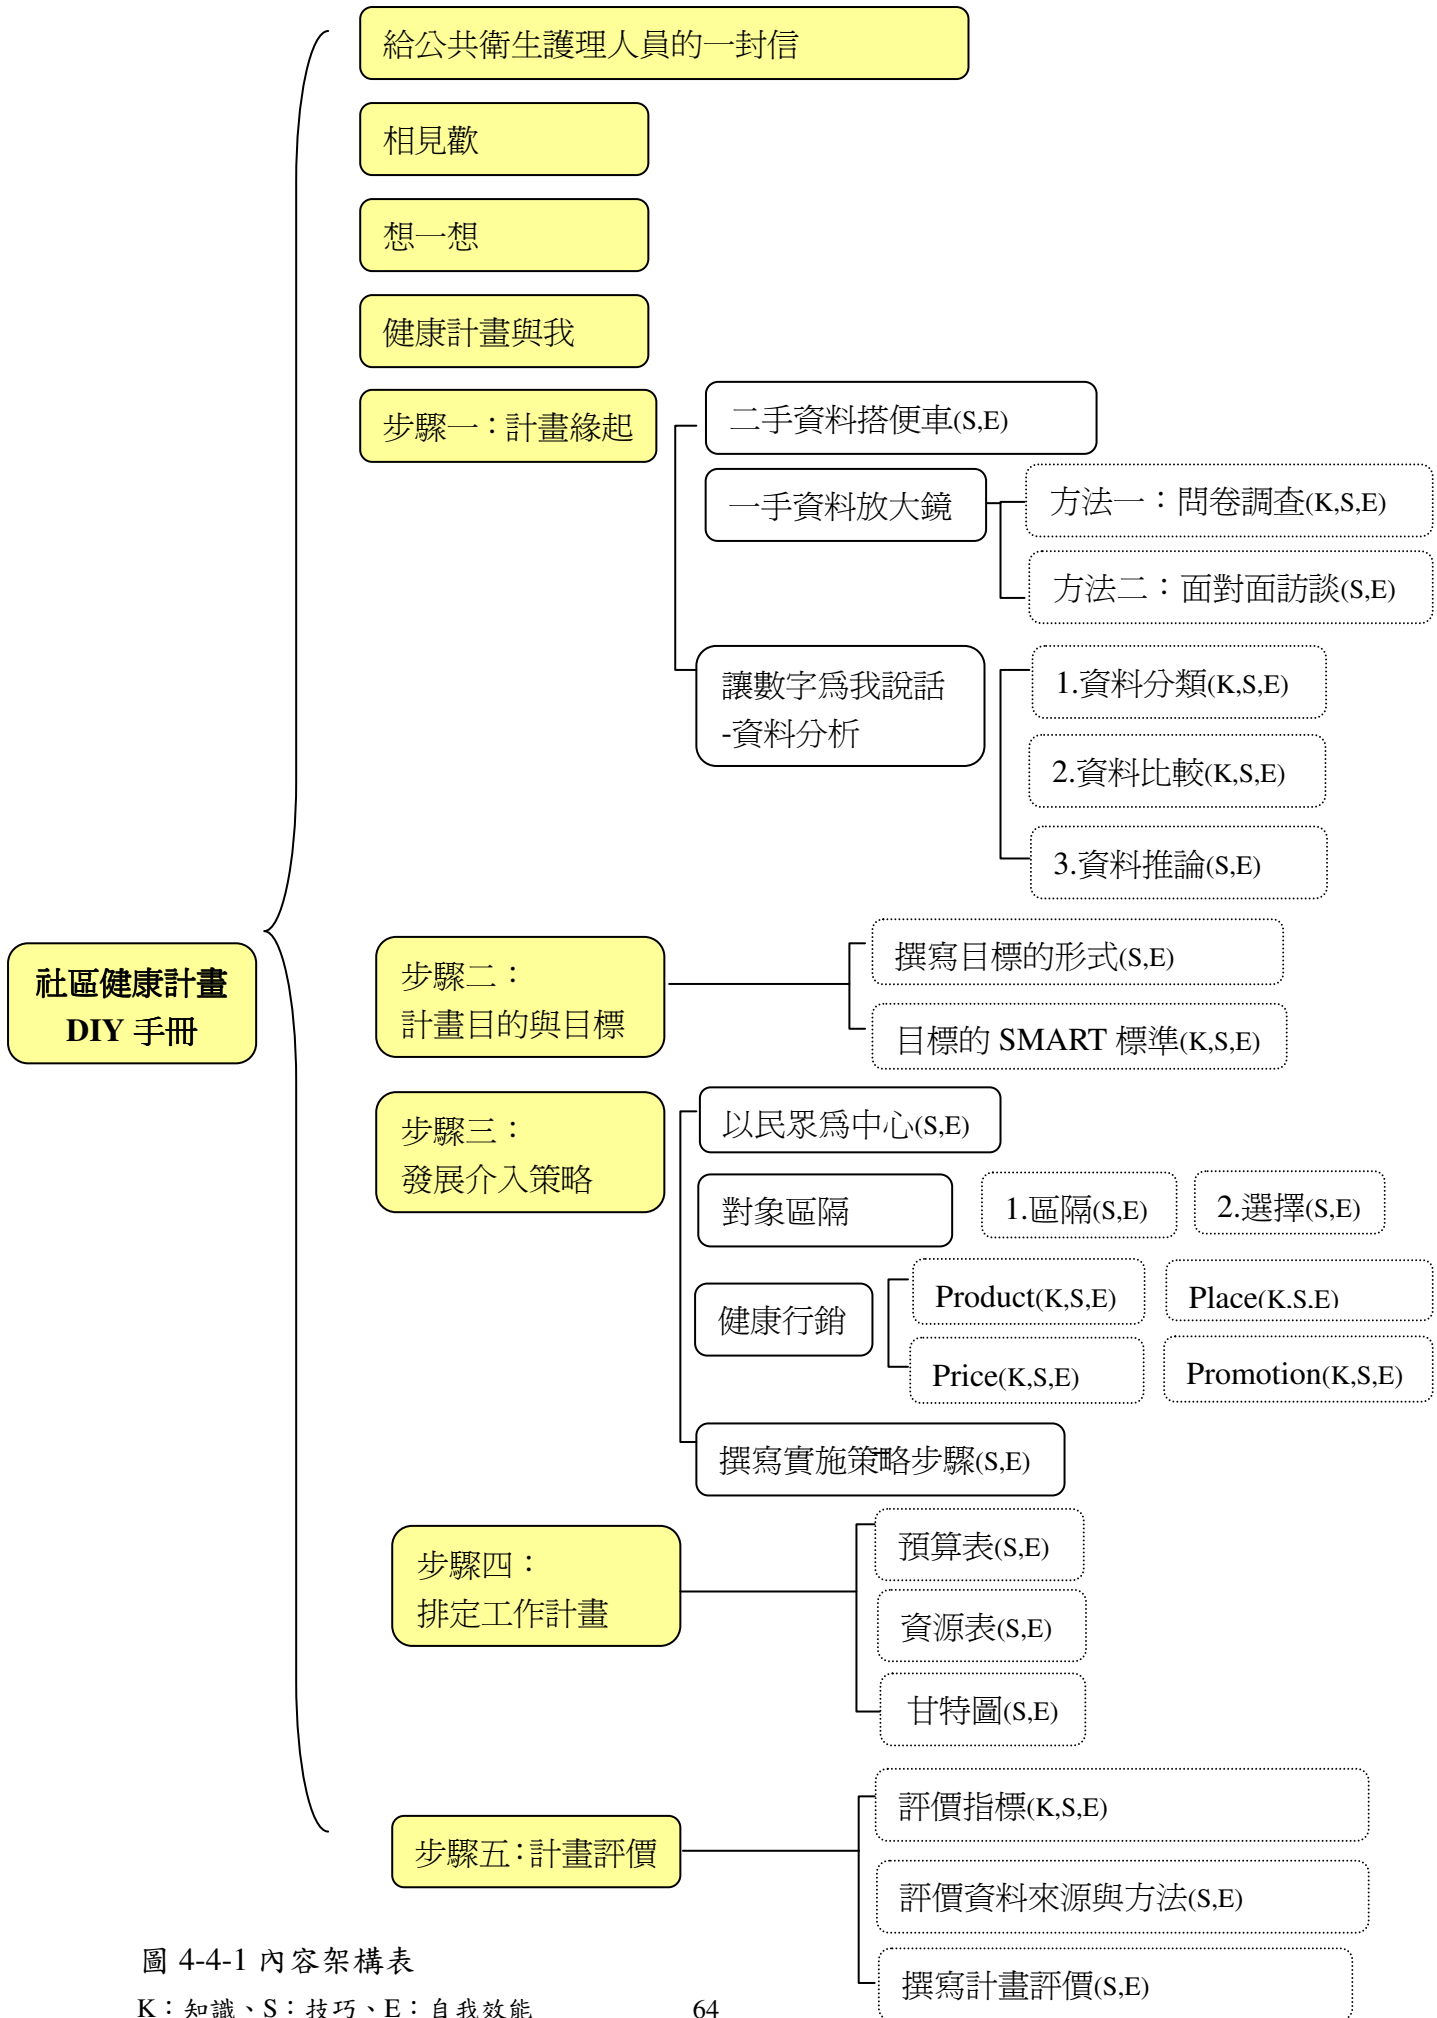 給公共衛生護理人員的一封信
相見歡
想一想
健康計畫與我
步驟一：計畫緣起
二手資料搭便車(S,E)
一手資料放大鏡
方法一：問卷調查(K,S,E)
方法二：面對面訪談(S,E)
讓數字為我說話
-資料分析
1.資料分類(K,S,E)
2.資料比較(K,S,E)
3.資料推論(S,E)
社區健康計畫
DIY 手冊
步驟二：
計畫目的與目標
撰寫目標的形式(S,E)
目標的 SMART 標準(K,S,E)
步驟三：
發展介入策略
以民眾為中心(S,E)
對象區隔
1.區隔(S,E)
2.選擇(S,E)
健康行銷
Product(K,S,E)
Place(K,S,E)
Price(K,S,E)
Promotion(K,S,E)
撰寫實施策略步驟(S,E)
步驟四：
排定工作計畫
預算表(S,E)
資源表(S,E)
甘特圖(S,E)
步驟五：計畫評價
評價指標(K,S,E)
評價資料來源與方法(S,E)
撰寫計畫評價(S,E)
圖 4-4-1 內容架構表
K：知識、S：技巧、E：自我效能
64